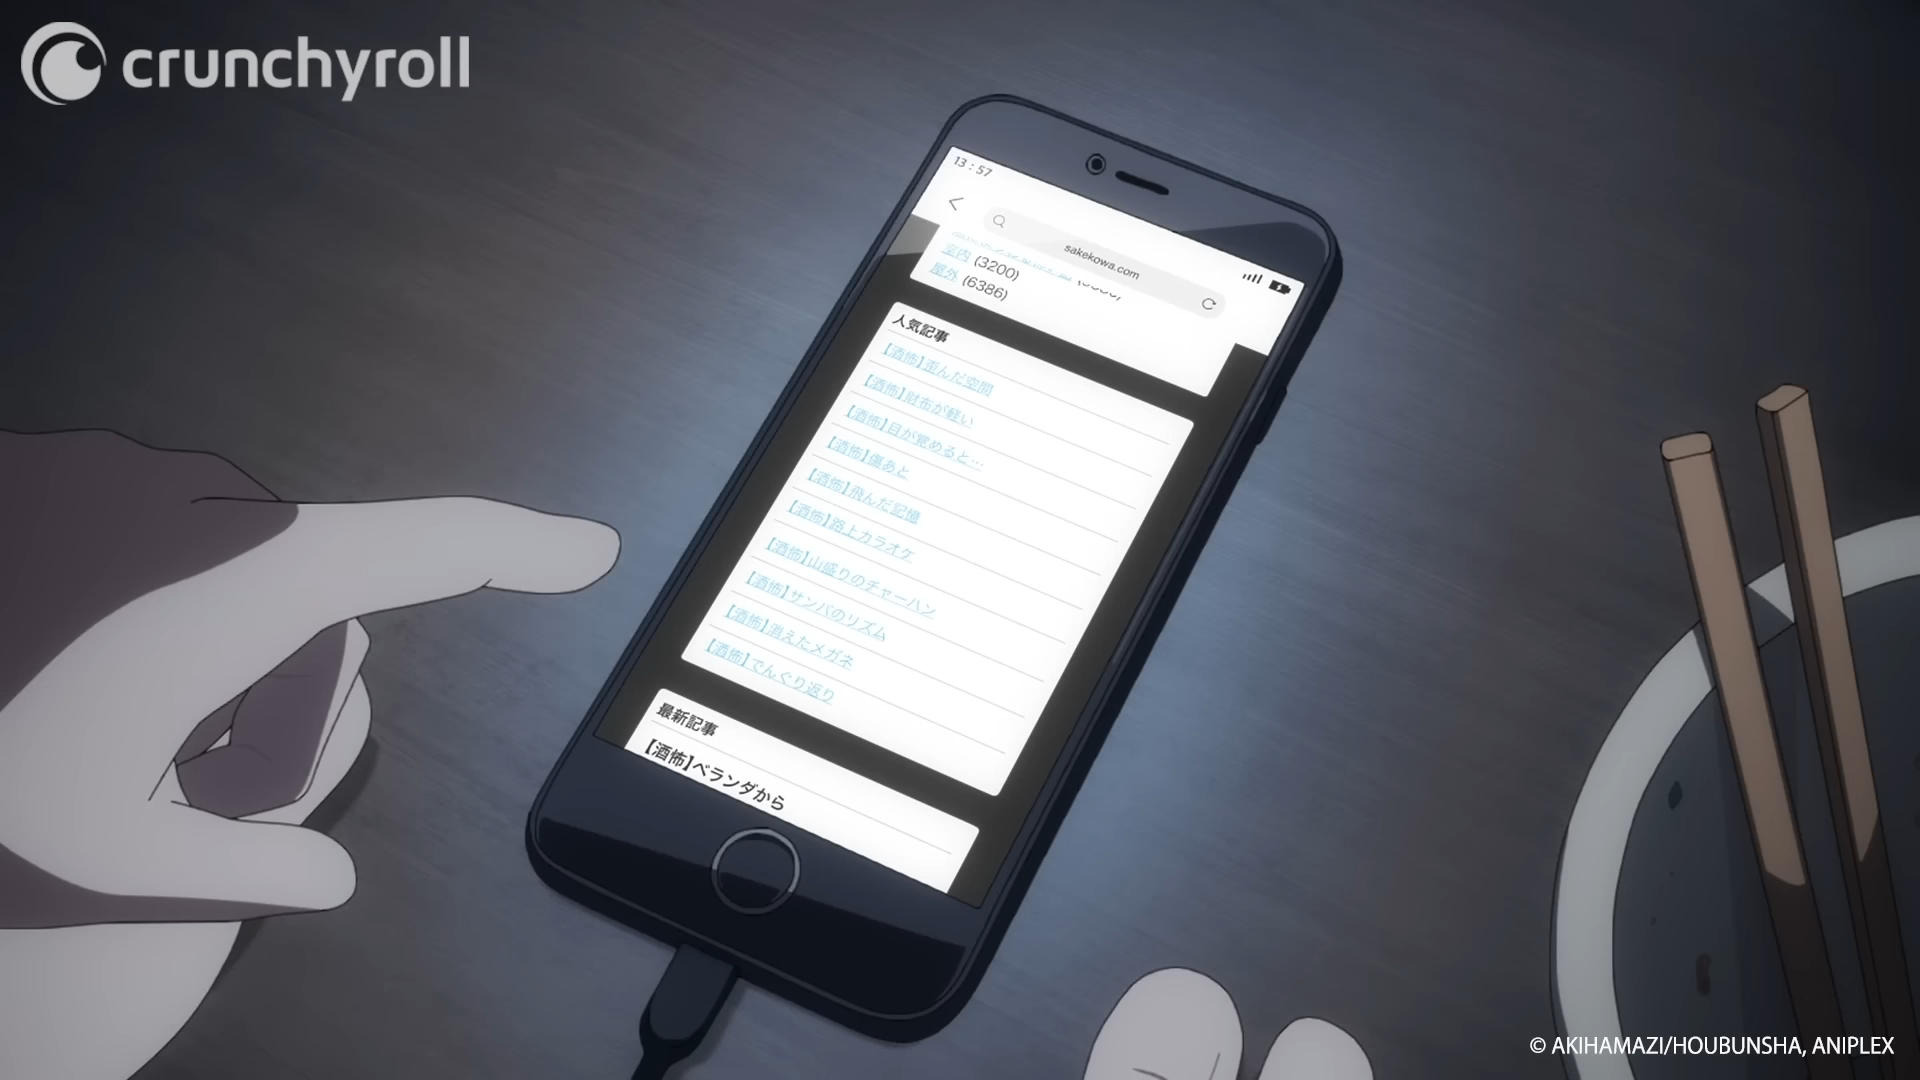 crunchyroll
13:57
sakekowa.com
室内 (3200)
屋外 (6386)
人気記事
【酒怖】歪んだ空間
【酒怖】財布が軽い
【酒怖】目が覚めると…
【酒怖】傷あと
【酒怖】飛んだ記憶
【酒怖】路上カラオケ
【酒怖】山盛りのチャーハン
【酒怖】サンバのリズム
【酒怖】消えたメガネ
【酒怖】でんぐり返り
最新記事
【酒怖】ベランダから
© AKIHAMAZI/HOUBUNSHA, ANIPLEX